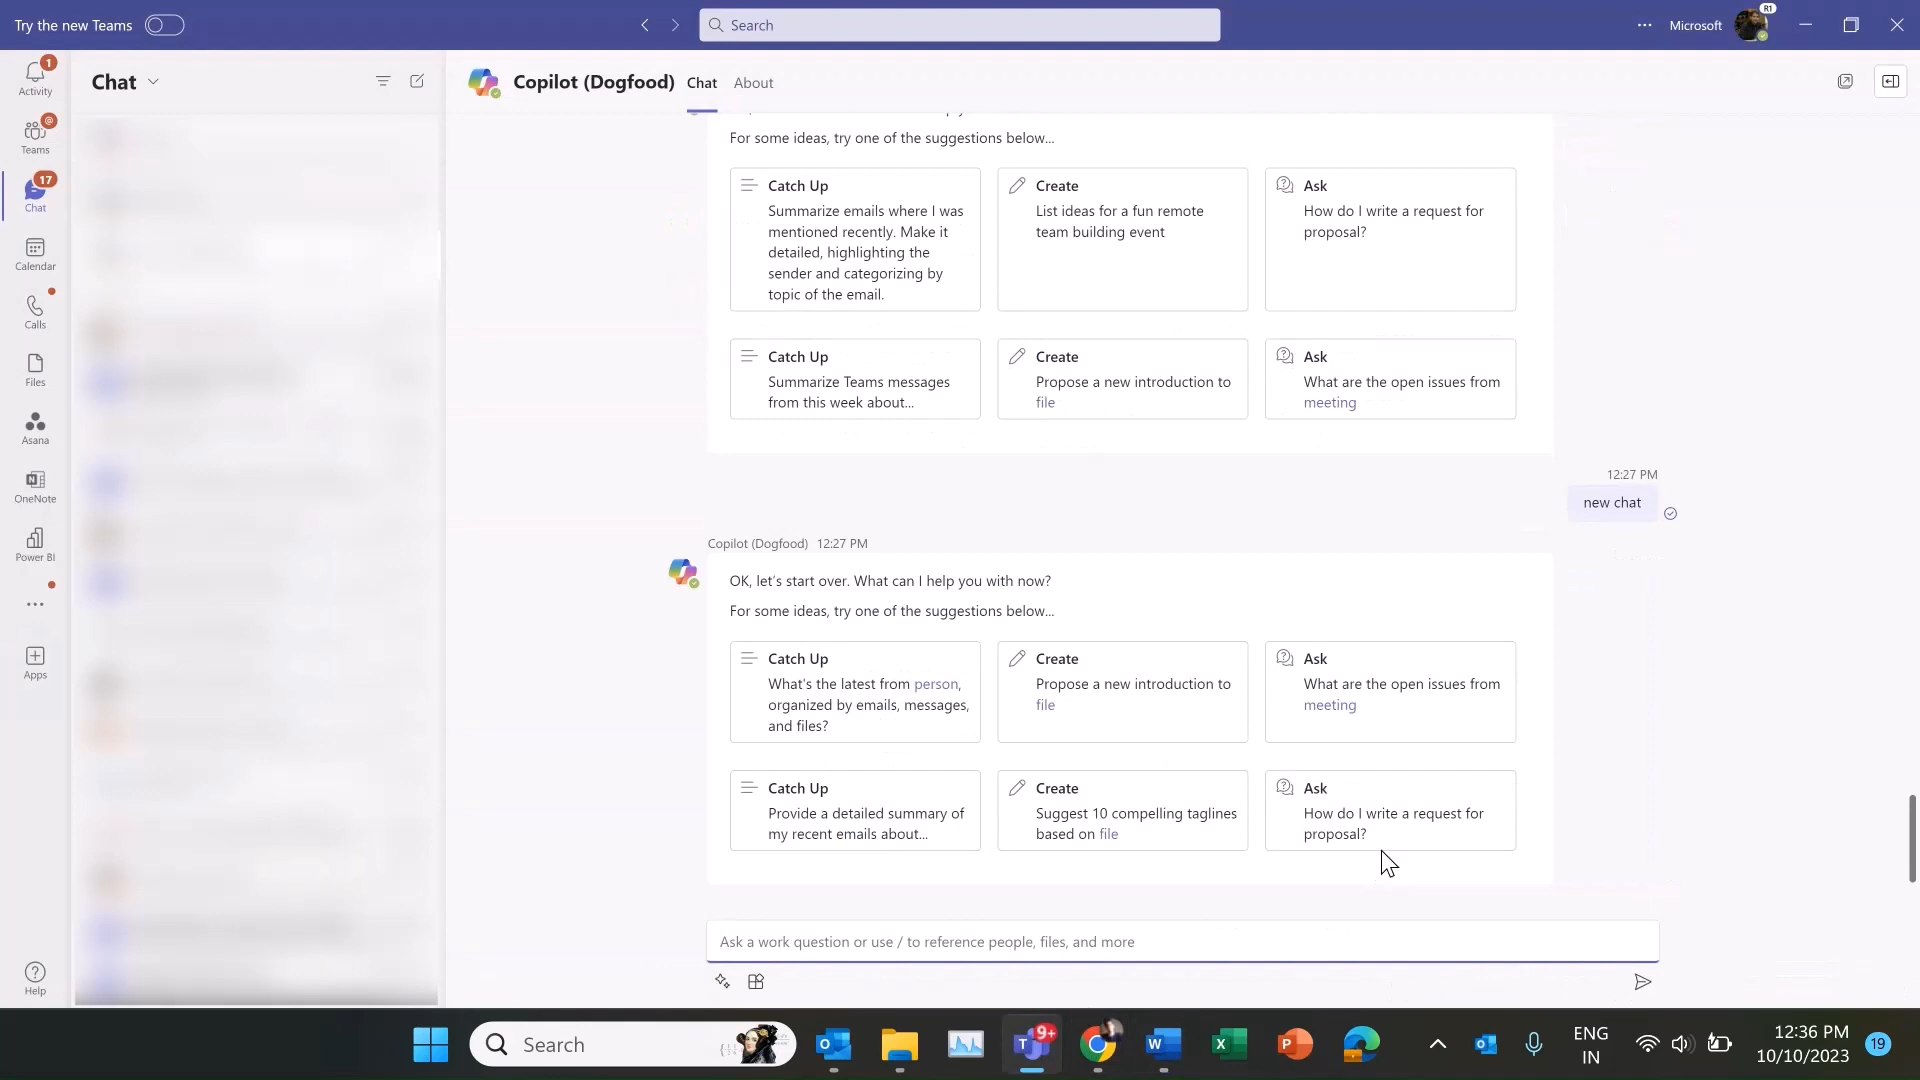 Try the new Teams
Search
Microsoft
R1
1
Activity
Teams
17
Chat
Calendar
Calls
Files
Asana
OneNote
Power BI
Apps
Help
Chat
Copilot (Dogfood) Chat About
For some ideas, try one of the suggestions below...
Catch Up
Summarize emails where I was
mentioned recently. Make it
detailed, highlighting the
sender and categorizing by
topic of the email.
Create
List ideas for a fun remote
team building event
Ask
How do I write a request for
proposal?
Catch Up
Summarize Teams messages
from this week about...
Create
Propose a new introduction to
file
Ask
What are the open issues from
meeting
12:27 PM
new chat
Copilot (Dogfood) 12:27 PM
OK, let's start over. What can I help you with now?
For some ideas, try one of the suggestions below...
Catch Up
What's the latest from person,
organized by emails, messages,
and files?
Create
Propose a new introduction to
file
Ask
What are the open issues from
meeting
Catch Up
Provide a detailed summary of
my recent emails about...
Create
Suggest 10 compelling taglines
based on file
Ask
How do I write a request for
proposal?
Ask a work question or use / to reference people, files, and more
Search
9+
ENG
IN
12:36 PM
10/10/2023
19